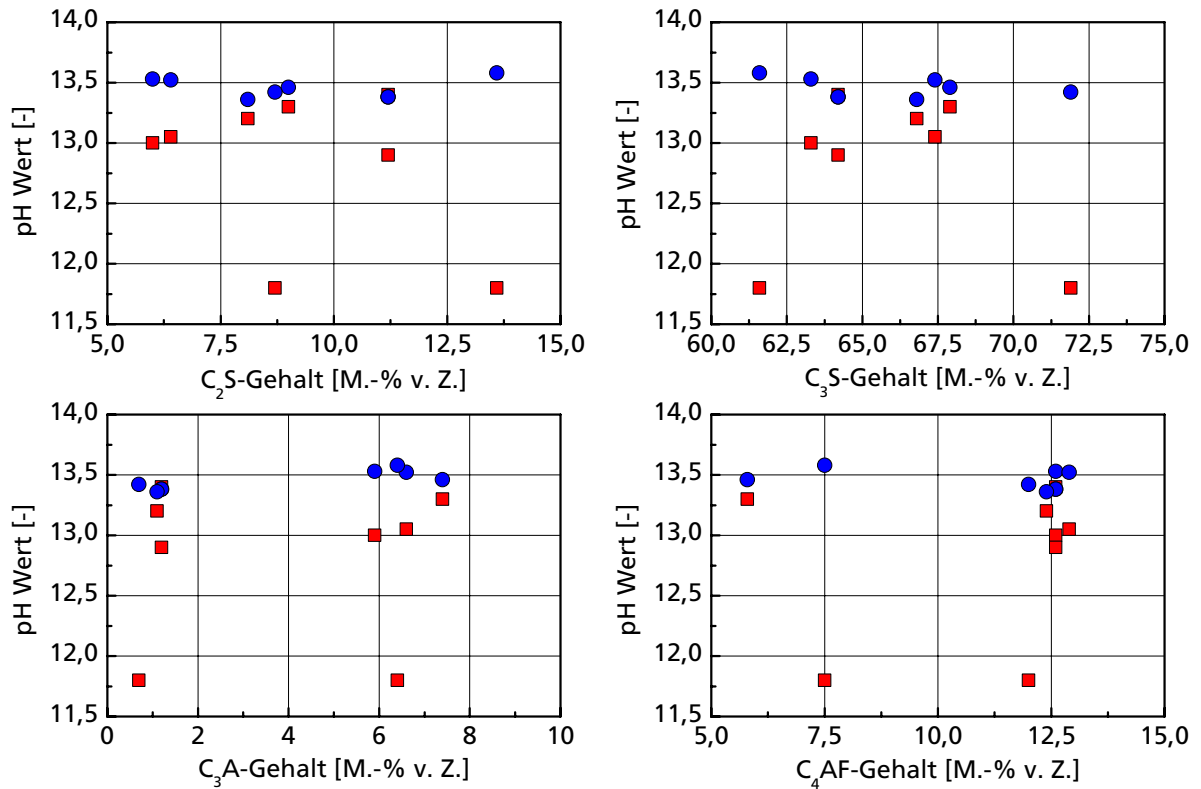 14,0
13,5
13,0
12,5
12,0
11,5
pH Wert [-]
5,0 7,5 10,0 12,5 15,0
C₂S-Gehalt [M.-% v. Z.]
14,0
13,5
13,0
12,5
12,0
11,5
pH Wert [-]
60,0 62,5 65,0 67,5 70,0 72,5 75,0
C₃S-Gehalt [M.-% v. Z.]
14,0
13,5
13,0
12,5
12,0
11,5
pH Wert [-]
0 2 4 6 8 10
C₃A-Gehalt [M.-% v. Z.]
14,0
13,5
13,0
12,5
12,0
11,5
pH Wert [-]
5,0 7,5 10,0 12,5 15,0
C₄AF-Gehalt [M.-% v. Z.]